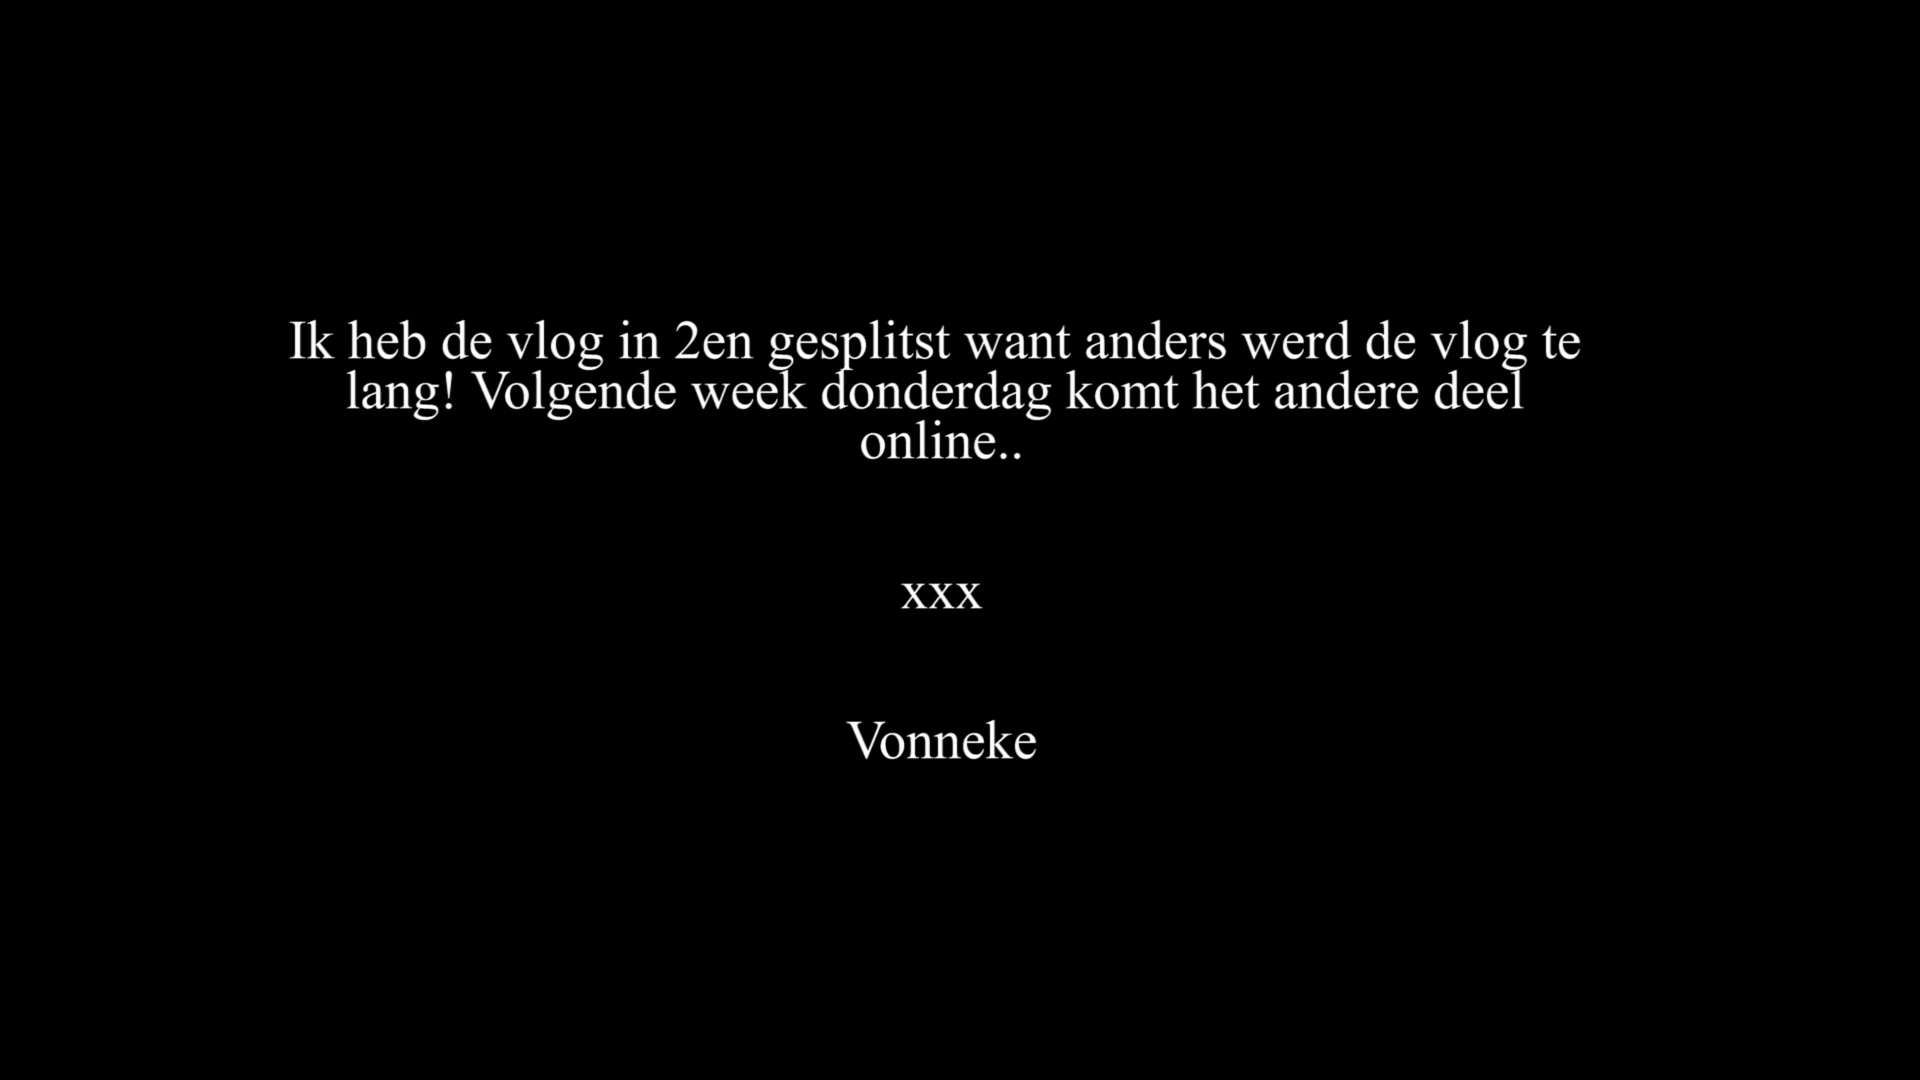 Ik heb de vlog in 2en gesplitst want anders werd de vlog te
lang! Volgende week donderdag komt het andere deel
online..
xxx
Vonneke